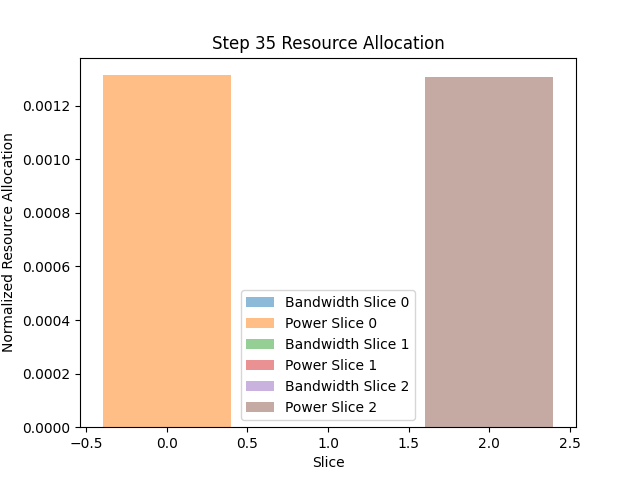 Step 35 Resource Allocation
Normalized Resource Allocation
0.0012
0.0010
0.0008
0.0006
0.0004
0.0002
0.0000
Bandwidth Slice 0
Power Slice 0
Bandwidth Slice 1
Power Slice 1
Bandwidth Slice 2
Power Slice 2
−0.5 0.0 0.5 1.0 1.5 2.0 2.5
Slice